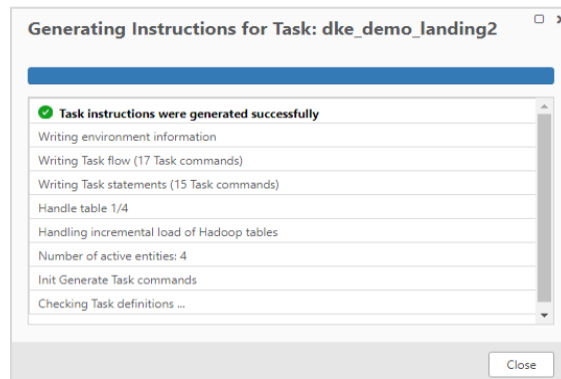 Generating Instructions for Task: dke_demo_landing2
Task instructions were generated successfully
Writing environment information
Writing Task flow (17 Task commands)
Writing Task statements (15 Task commands)
Handle table 1/4
Handling incremental load of Hadoop tables
Number of active entities: 4
Init Generate Task commands
Checking Task definitions ...
Close